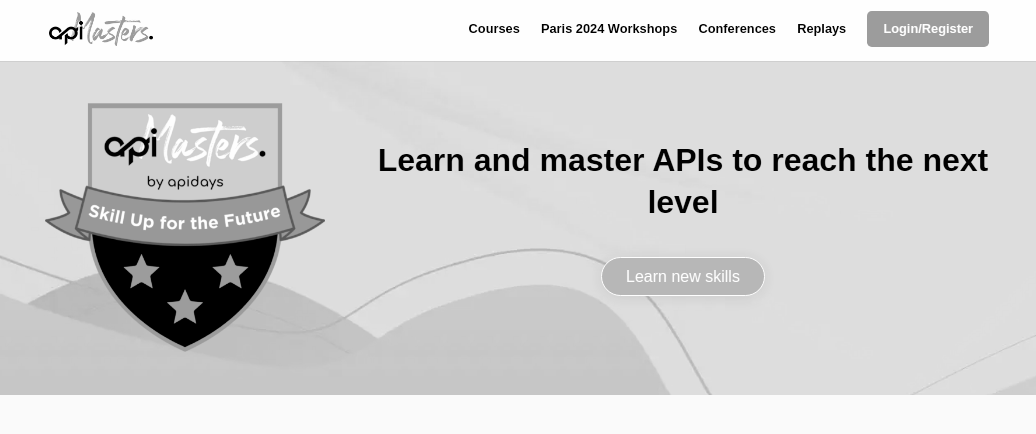 apiMasters.
Courses
Paris 2024 Workshops
Conferences
Replays
Login/Register
apiMasters.
by apidays
Skill Up for the Future
Learn and master APIs to reach the next
level
Learn new skills